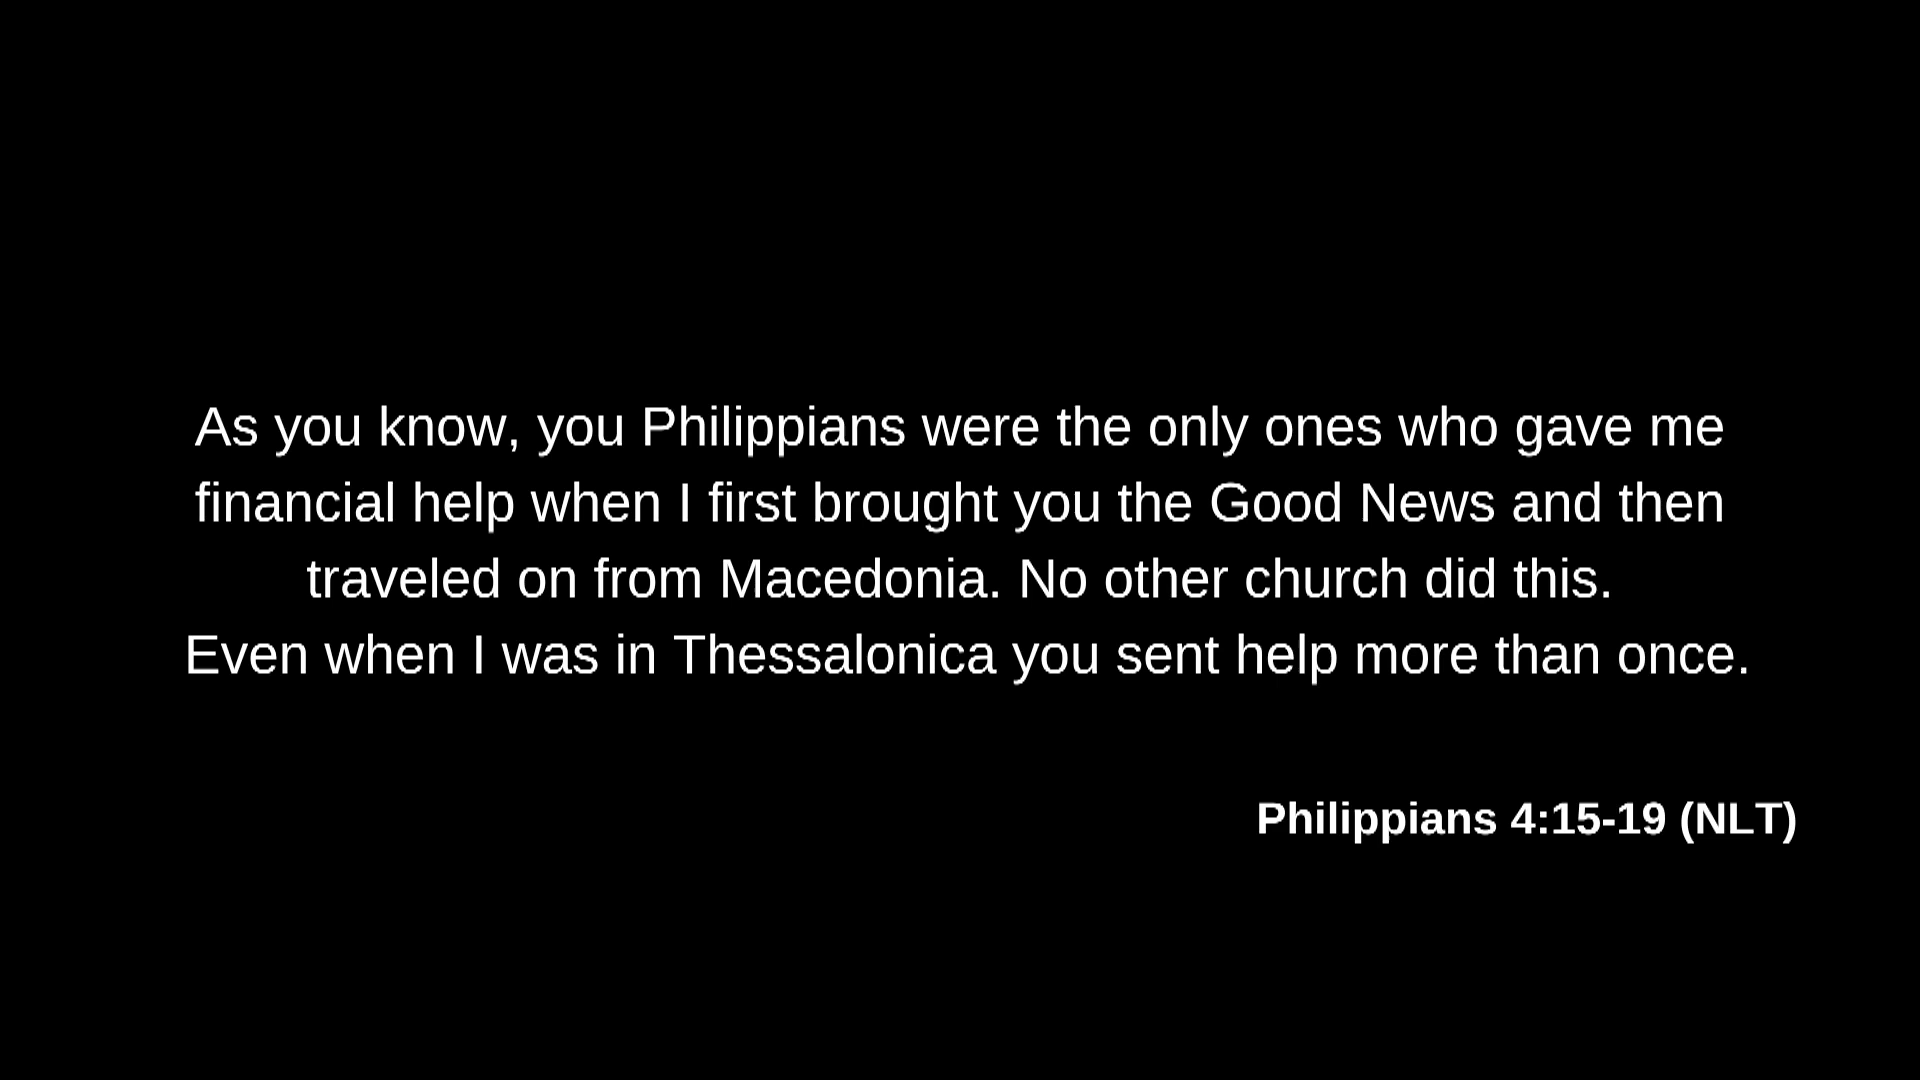 As you know, you Philippians were the only ones who gave me
financial help when I first brought you the Good News and then
traveled on from Macedonia. No other church did this.
Even when I was in Thessalonica you sent help more than once.
Philippians 4:15-19 (NLT)